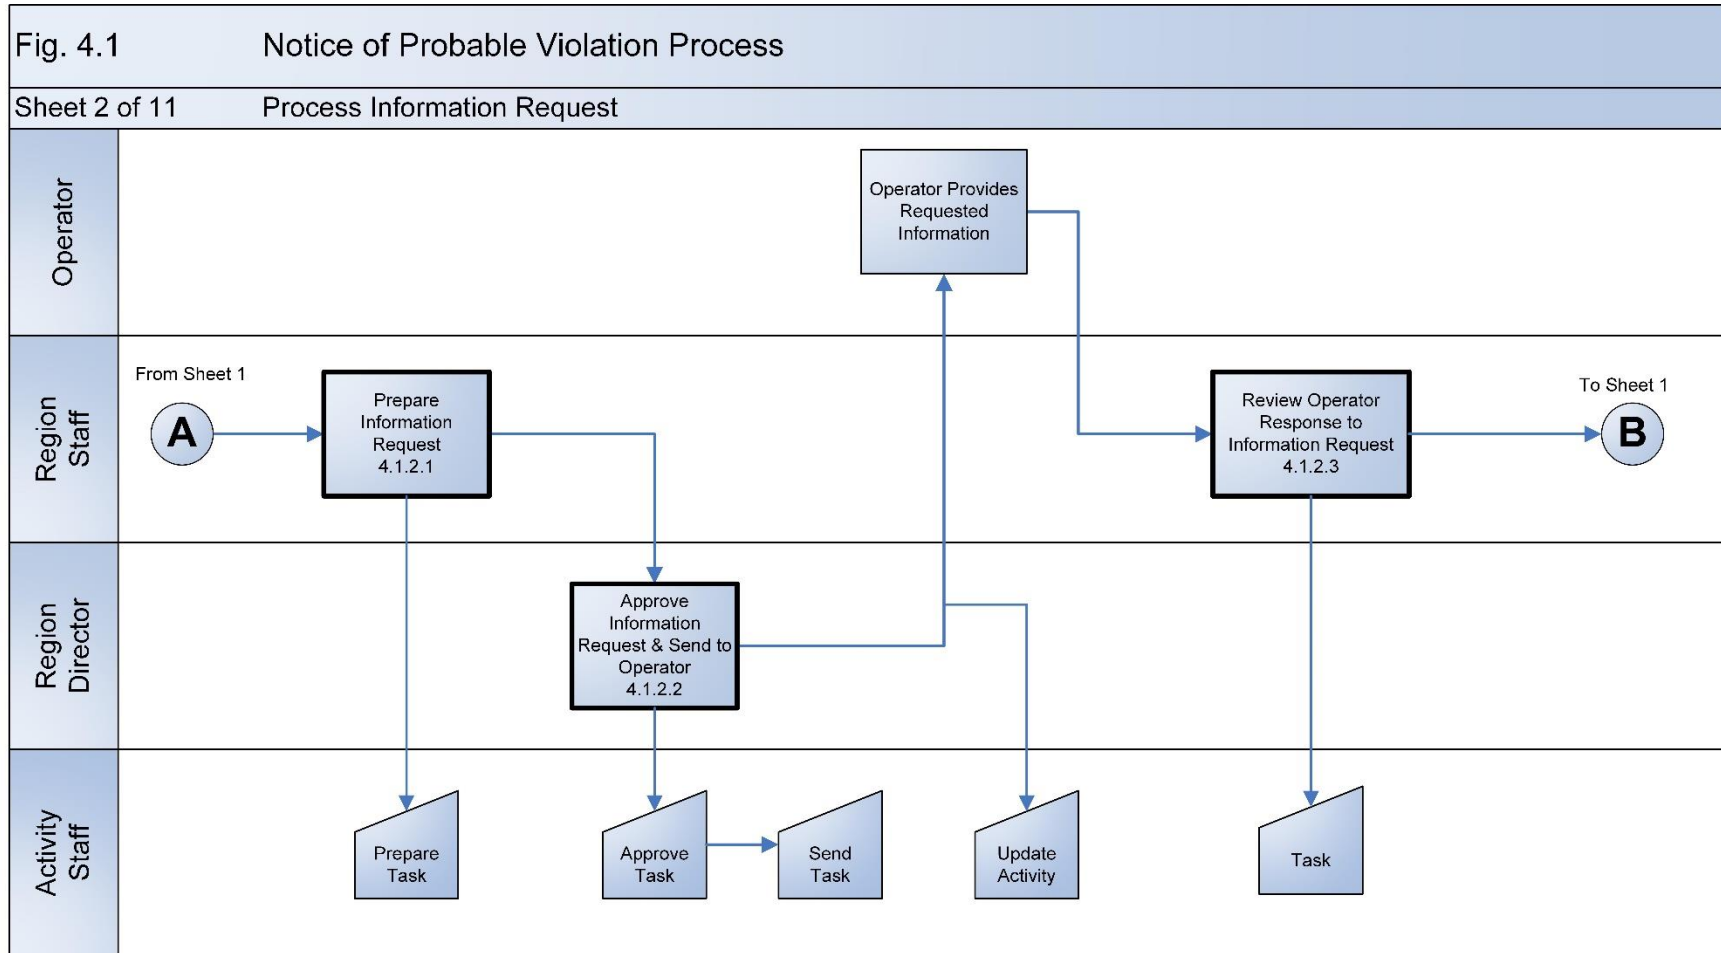 Fig. 4.1 Notice of Probable Violation Process
Sheet 2 of 11 Process Information Request
Operator
Operator Provides
Requested
Information
Region
Staff
From Sheet 1
A
Prepare
Information
Request
4.1.2.1
Review Operator
Response to
Information Request
4.1.2.3
To Sheet 1
B
Region
Director
Approve
Information
Request & Send to
Operator
4.1.2.2
Activity
Staff
Prepare
Task
Approve
Task
Send
Task
Update
Activity
Task